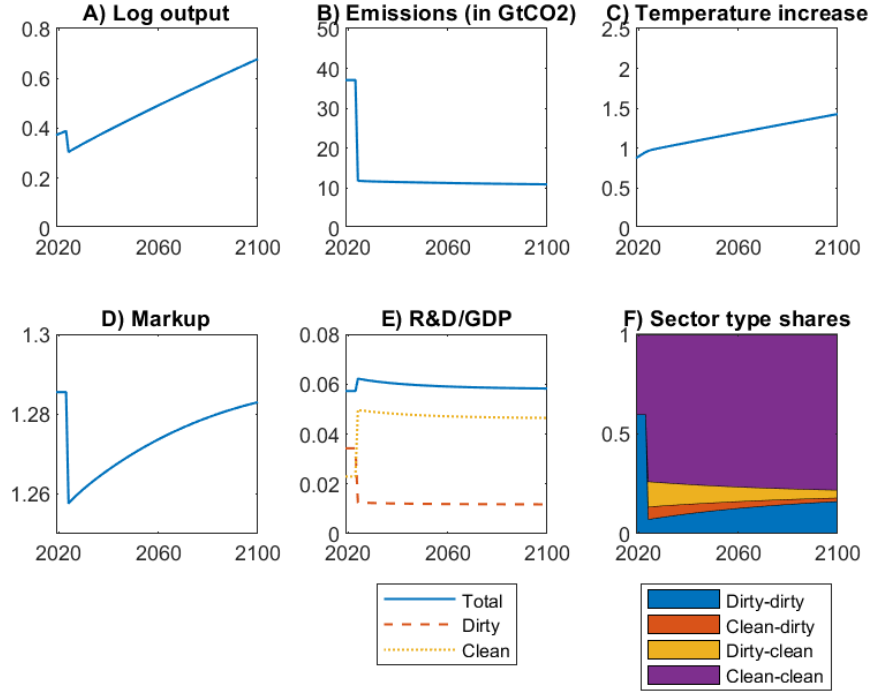 A) Log output
B) Emissions (in GtCO2)
C) Temperature increase
0.8
0.6
0.4
0.2
0
2020 2060 2100
50
40
30
20
10
0
2020 2060 2100
2.5
2
1.5
1
0.5
0
2020 2060 2100
D) Markup
E) R&D/GDP
F) Sector type shares
1.3
1.28
1.26
2020 2060 2100
0.08
0.06
0.04
0.02
0
2020 2060 2100
1
0.5
0
2020 2060 2100
Total
Dirty
Clean
Dirty-dirty
Clean-dirty
Dirty-clean
Clean-clean